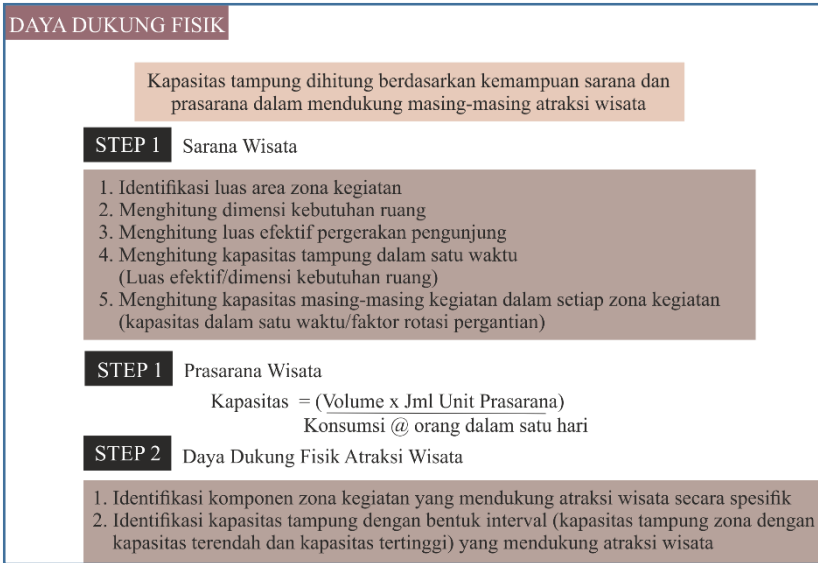 DAYA DUKUNG FISIK
Kapasitas tampung dihitung berdasarkan kemampuan sarana dan
prasarana dalam mendukung masing-masing atraksi wisata
STEP 1 Sarana Wisata
1. Identifikasi luas area zona kegiatan
2. Menghitung dimensi kebutuhan ruang
3. Menghitung luas efektif pergerakan pengunjung
4. Menghitung kapasitas tampung dalam satu waktu
(Luas efektif/dimensi kebutuhan ruang)
5. Menghitung kapasitas masing-masing kegiatan dalam setiap zona kegiatan
(kapasitas dalam satu waktu/faktor rotasi pergantian)
STEP 1 Prasarana Wisata
Kapasitas = (Volume x Jml Unit Prasarana)
Konsumsi @ orang dalam satu hari
STEP 2 Daya Dukung Fisik Atraksi Wisata
1. Identifikasi komponen zona kegiatan yang mendukung atraksi wisata secara spesifik
2. Identifikasi kapasitas tampung dengan bentuk interval (kapasitas tampung zona dengan
kapasitas terendah dan kapasitas tertinggi) yang mendukung atraksi wisata